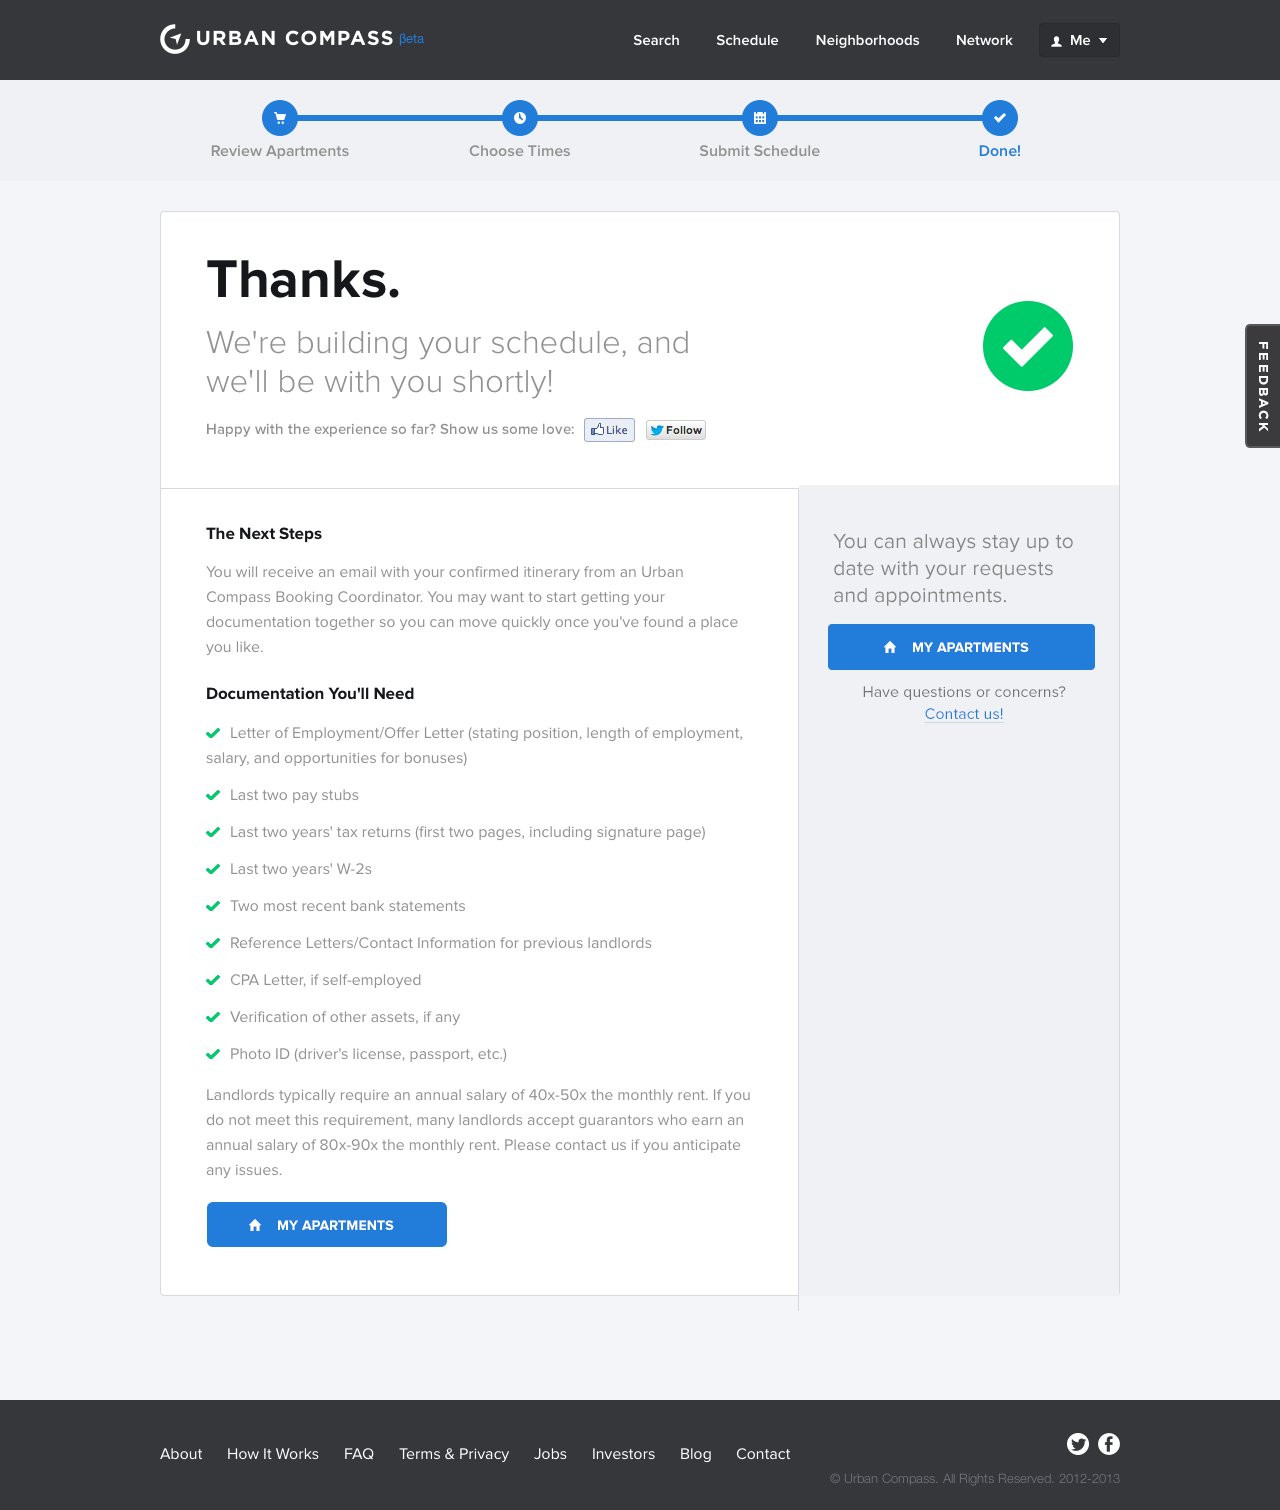 URBAN COMPASS βeta
Search Schedule Neighborhoods Network Me
Review Apartments Choose Times Submit Schedule Done!
Thanks.
We're building your schedule, and
we'll be with you shortly!
Happy with the experience so far? Show us some love: Like Follow
FEEDBACK
The Next Steps
You will receive an email with your confirmed itinerary from an Urban
Compass Booking Coordinator. You may want to start getting your
documentation together so you can move quickly once you've found a place
you like.
Documentation You'll Need
Letter of Employment/Offer Letter (stating position, length of employment,
salary, and opportunities for bonuses)
Last two pay stubs
Last two years' tax returns (first two pages, including signature page)
Last two years' W-2s
Two most recent bank statements
Reference Letters/Contact Information for previous landlords
CPA Letter, if self-employed
Verification of other assets, if any
Photo ID (driver's license, passport, etc.)
Landlords typically require an annual salary of 40x-50x the monthly rent. If you
do not meet this requirement, many landlords accept guarantors who earn an
annual salary of 80x-90x the monthly rent. Please contact us if you anticipate
any issues.
MY APARTMENTS
You can always stay up to
date with your requests
and appointments.
MY APARTMENTS
Have questions or concerns?
Contact us!
About How It Works FAQ Terms & Privacy Jobs Investors Blog Contact
© Urban Compass. All Rights Reserved. 2012-2013